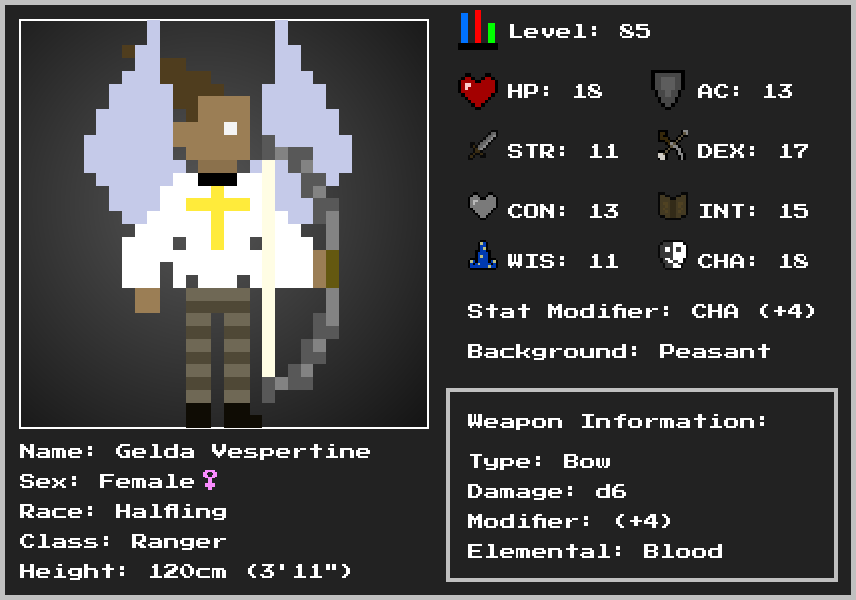 Level: 85
HP: 18
AC: 13
STR: 11
DEX: 17
CON: 13
INT: 15
WIS: 11
CHA: 18
Stat Modifier: CHA (+4)
Background: Peasant
Weapon Information:
Type: Bow
Damage: d6
Modifier: (+4)
Elemental: Blood
Name: Gelda Vespertine
Sex: Female♀
Race: Halfling
Class: Ranger
Height: 120cm (3'11")